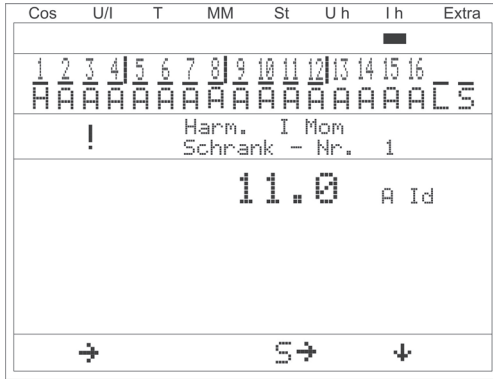 Cos U/I T MM St U h I h Extra
1 2 3 4 5 6 7 8 9 10 11 12 13 14 15 16
H A A A A A A A A A A A A A A A L S
! Harm. I Mom
Schrank - Nr. 1
11.0 A Id
→ S→ ↓